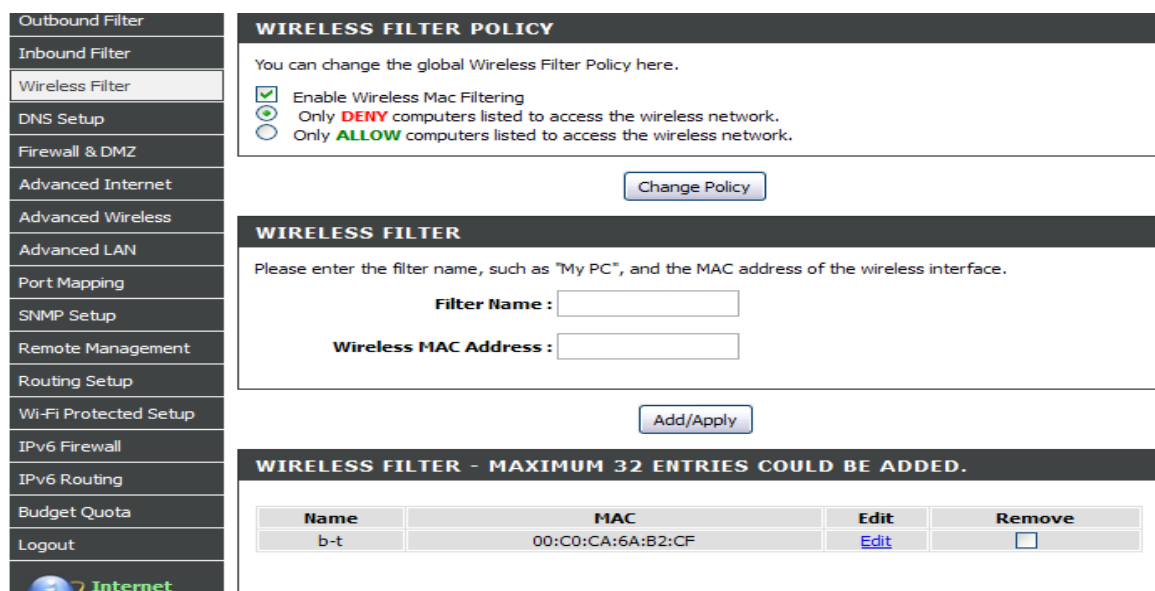 Outbound Filter
Inbound Filter
Wireless Filter
DNS Setup
Firewall & DMZ
Advanced Internet
Advanced Wireless
Advanced LAN
Port Mapping
SNMP Setup
Remote Management
Routing Setup
Wi-Fi Protected Setup
IPv6 Firewall
IPv6 Routing
Budget Quota
Logout
Internet
WIRELESS FILTER POLICY
You can change the global Wireless Filter Policy here.
Enable Wireless Mac Filtering
Only DENY computers listed to access the wireless network.
Only ALLOW computers listed to access the wireless network.
Change Policy
WIRELESS FILTER
Please enter the filter name, such as "My PC", and the MAC address of the wireless interface.
Filter Name :
Wireless MAC Address :
Add/Apply
WIRELESS FILTER - MAXIMUM 32 ENTRIES COULD BE ADDED.
Name MAC Edit Remove
b-t 00:C0:CA:6A:B2:CF Edit